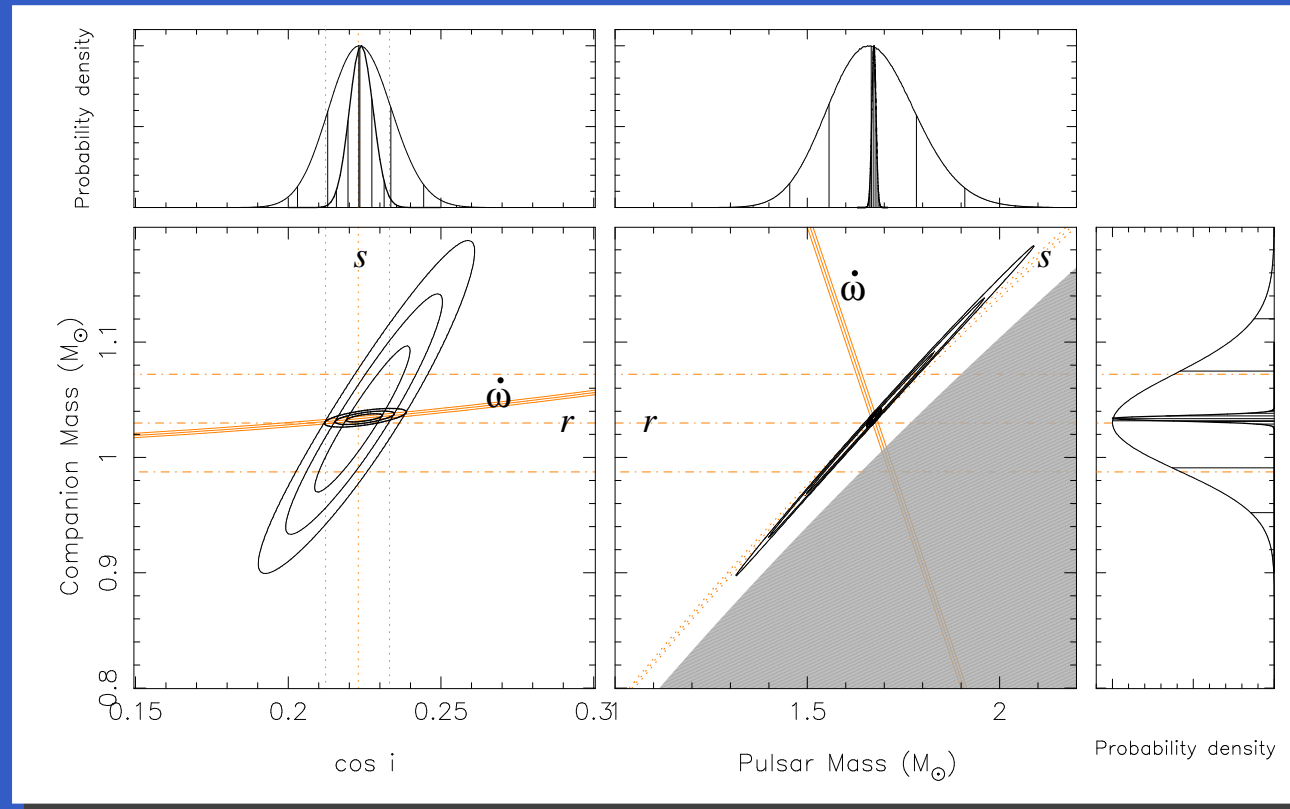 Probability density
s
ω̇
r
r
ω̇
s
Companion Mass (M☉)
1.1
1
0.9
0.8
0.15
0.2
0.25
0.3
1
1.5
2
cos i
Pulsar Mass (M☉)
Probability density